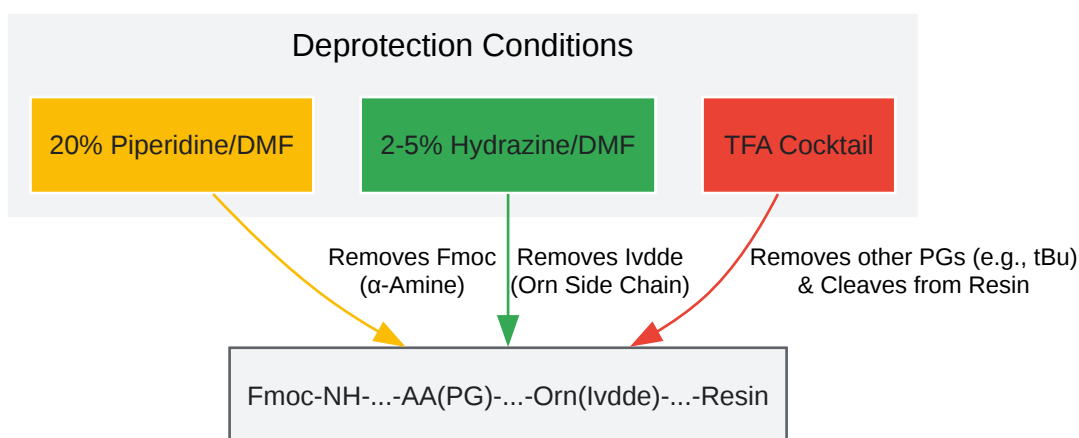 Deprotection Conditions
20% Piperidine/DMF
2-5% Hydrazine/DMF
TFA Cocktail
Removes Fmoc
(α-Amine)
Removes Ivdde
(Orn Side Chain)
Removes other PGs (e.g., tBu)
& Cleaves from Resin
Fmoc-NH-...-AA(PG)-...-Orn(Ivdde)-...-Resin